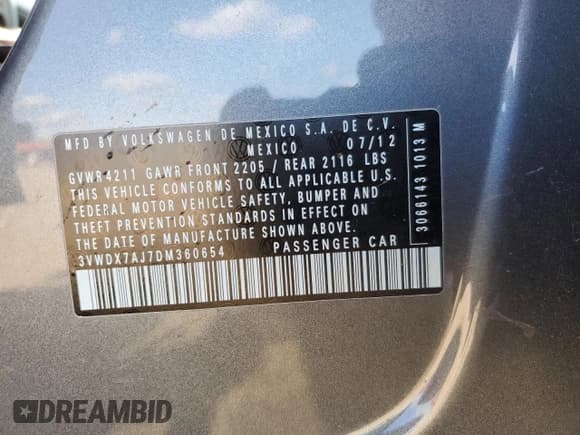 MFD BY VOLKSWAGEN DE MEXICO S.A. DE C.V.
MEXICO 07/12
GVWR4211 GAWR FRONT 2205 / REAR 2116 LBS
THIS VEHICLE CONFORMS TO ALL APPLICABLE U.S.
FEDERAL MOTOR VEHICLE SAFETY, BUMPER AND
THEFT PREVENTION STANDARDS IN EFFECT ON
THE DATE OF MANUFACTURE SHOWN ABOVE.
3VWDX7AJ7DM360654 PASSENGER CAR
3066143 1013 M
DREAMBID